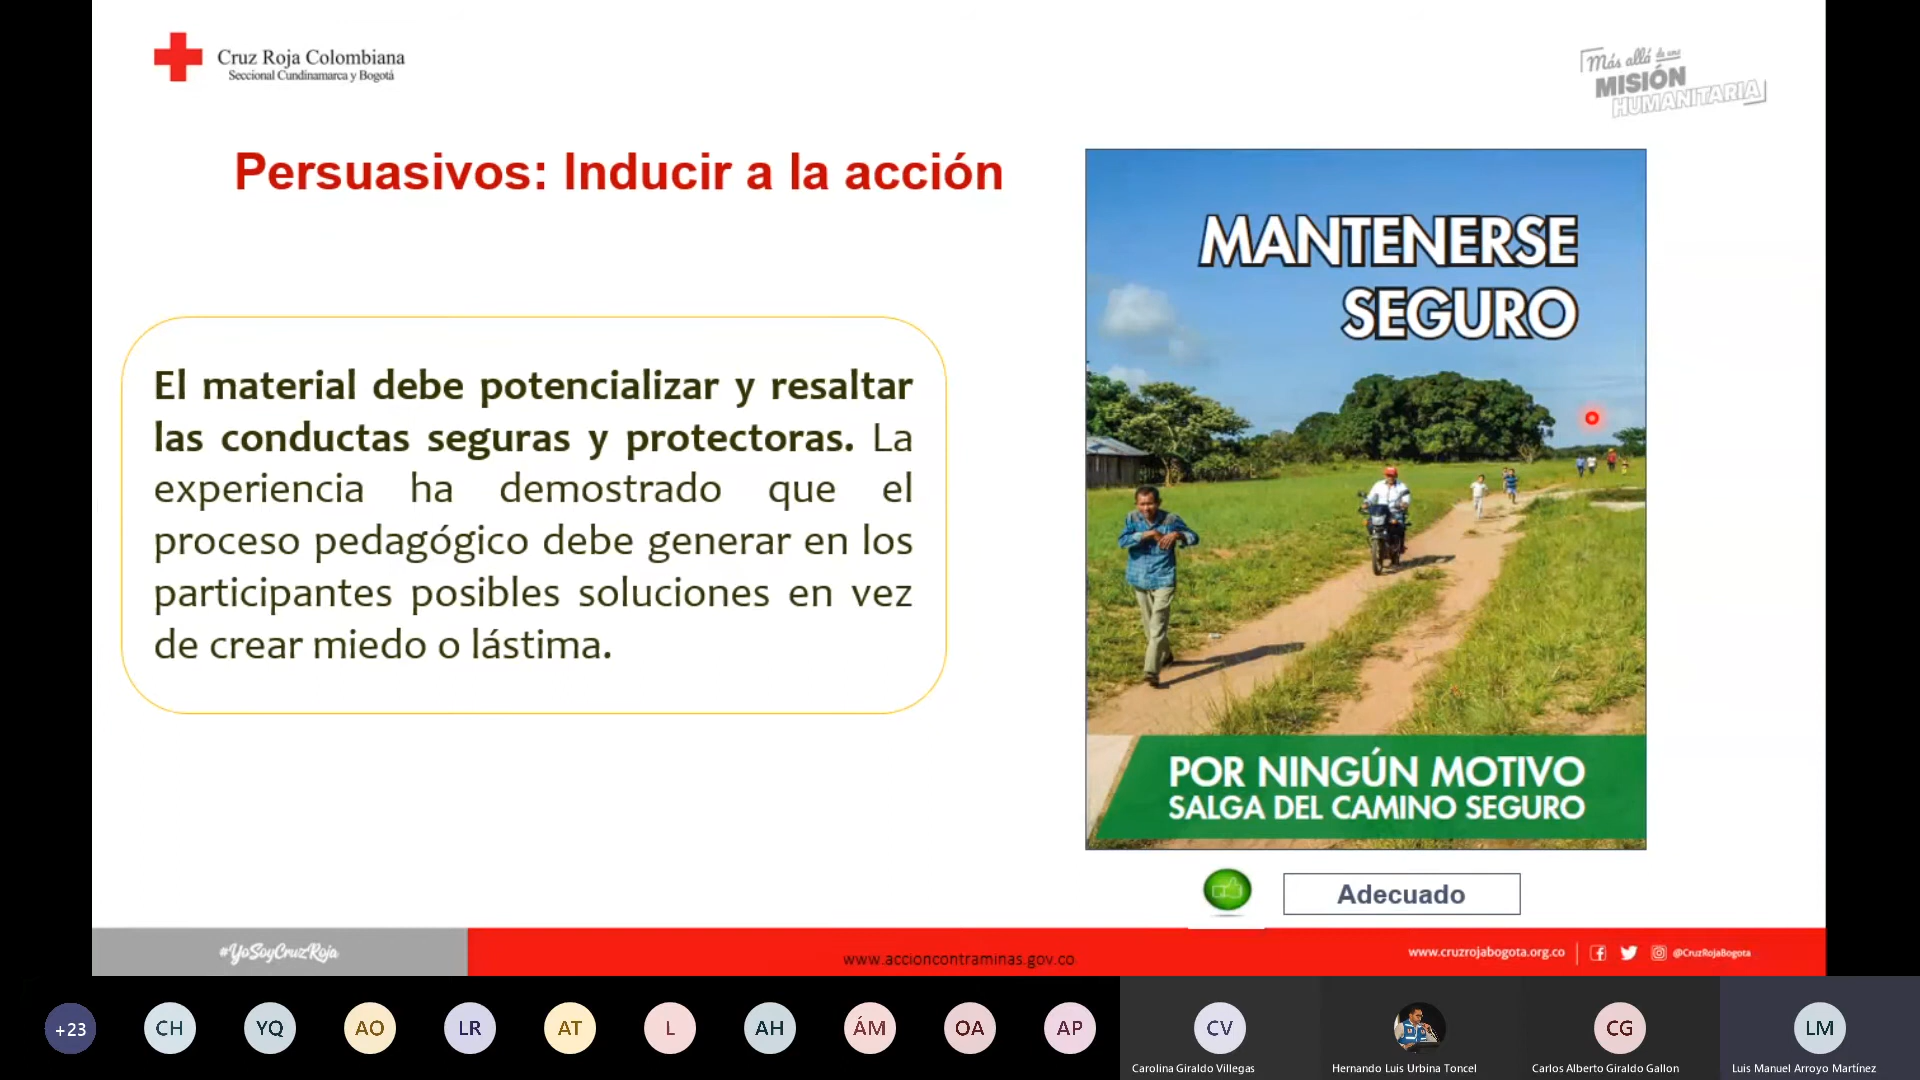 Cruz Roja Colombiana
Seccional Cundinamarca y Bogotá
Más allá de una
MISIÓN
HUMANITARIA
Persuasivos: Inducir a la acción
El material debe potencializar y resaltar
las conductas seguras y protectoras. La
experiencia ha demostrado que el
proceso pedagógico debe generar en los
participantes posibles soluciones en vez
de crear miedo o lástima.
MANTENERSE
SEGURO
POR NINGÚN MOTIVO
SALGA DEL CAMINO SEGURO
Adecuado
#YoSoyCruzRoja
www.accioncontraminas.gov.co
www.cruzrojabogota.org.co
@CruzRojaBogota
+23
CH
YQ
AO
LR
AT
L
AH
ÁM
OA
AP
CV
Carolina Giraldo Villegas
Hernando Luis Urbina Toncel
CG
Carlos Alberto Giraldo Gallon
LM
Luis Manuel Arroyo Martínez